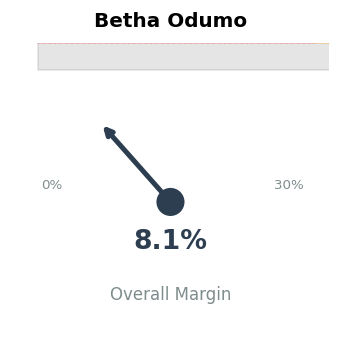 Betha Odumo
0%
30%
8.1%
Overall Margin